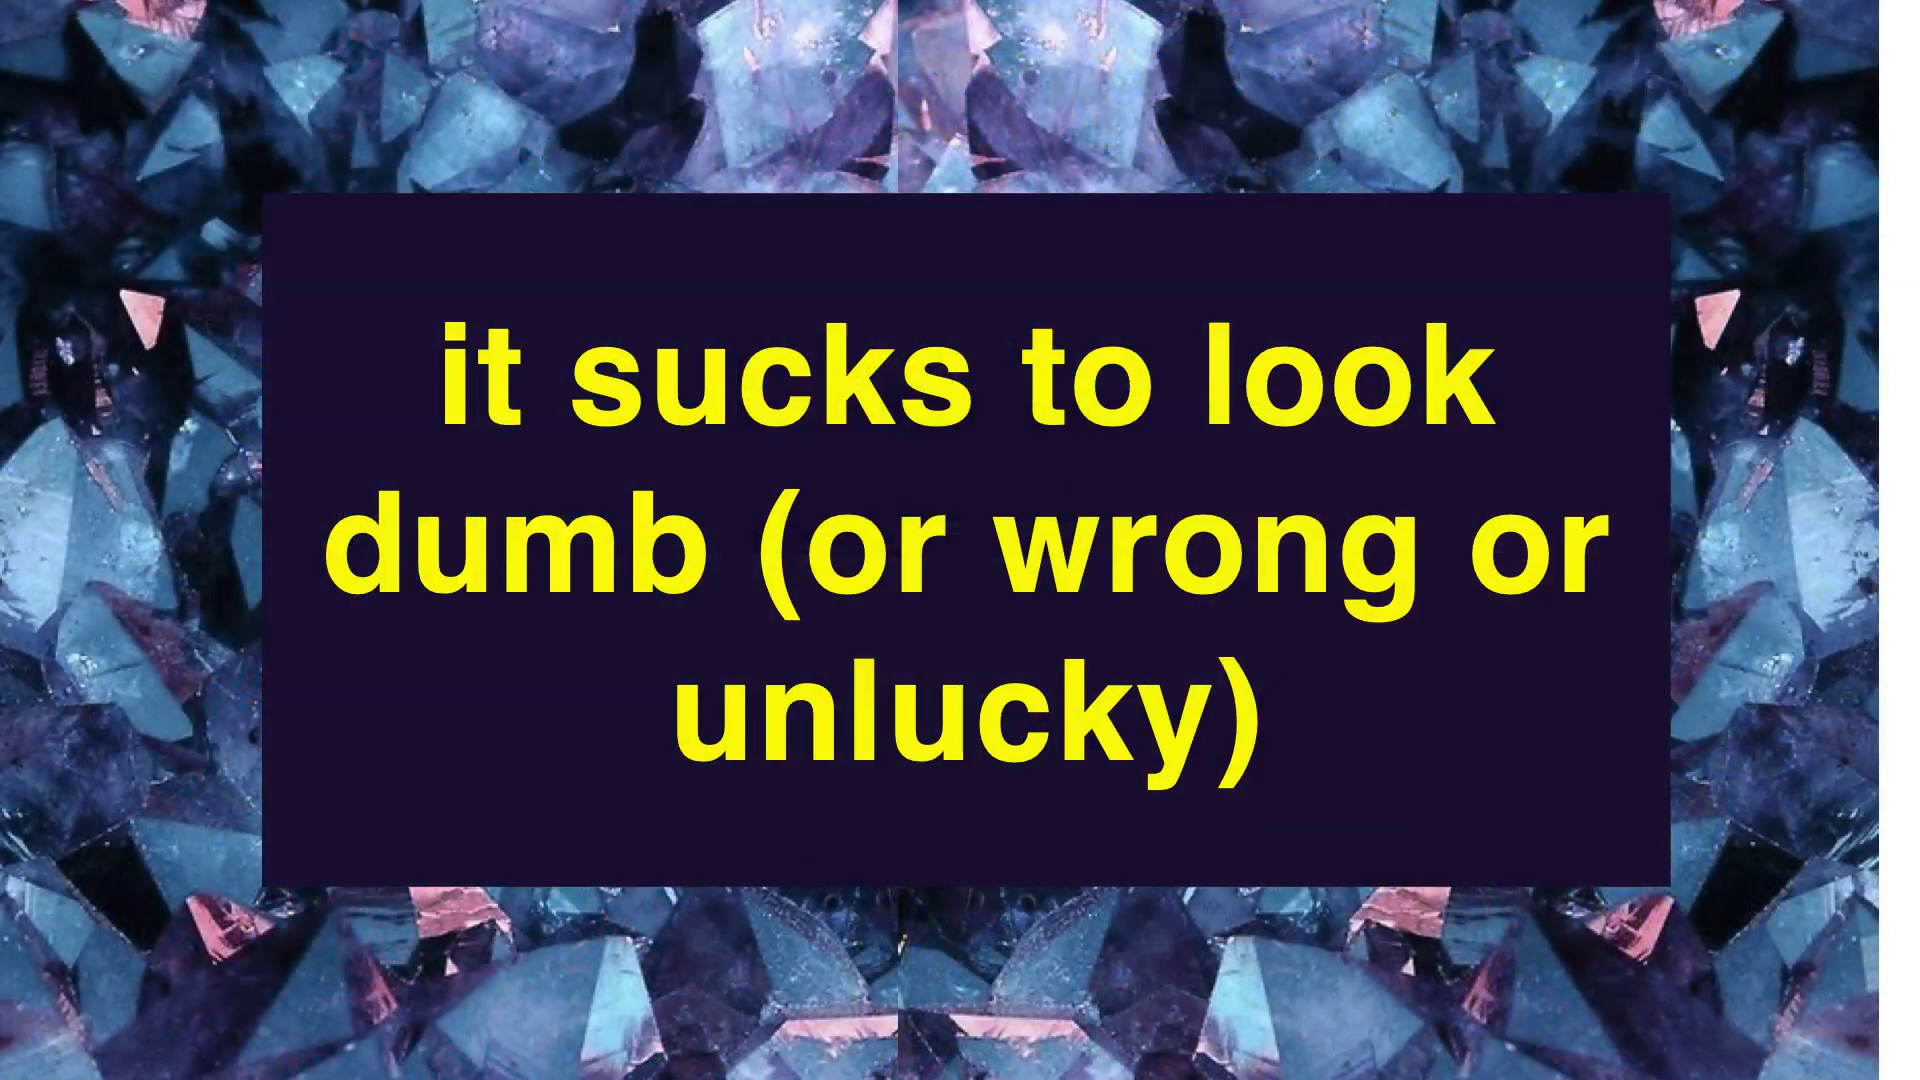 it sucks to look
dumb (or wrong or
unlucky)